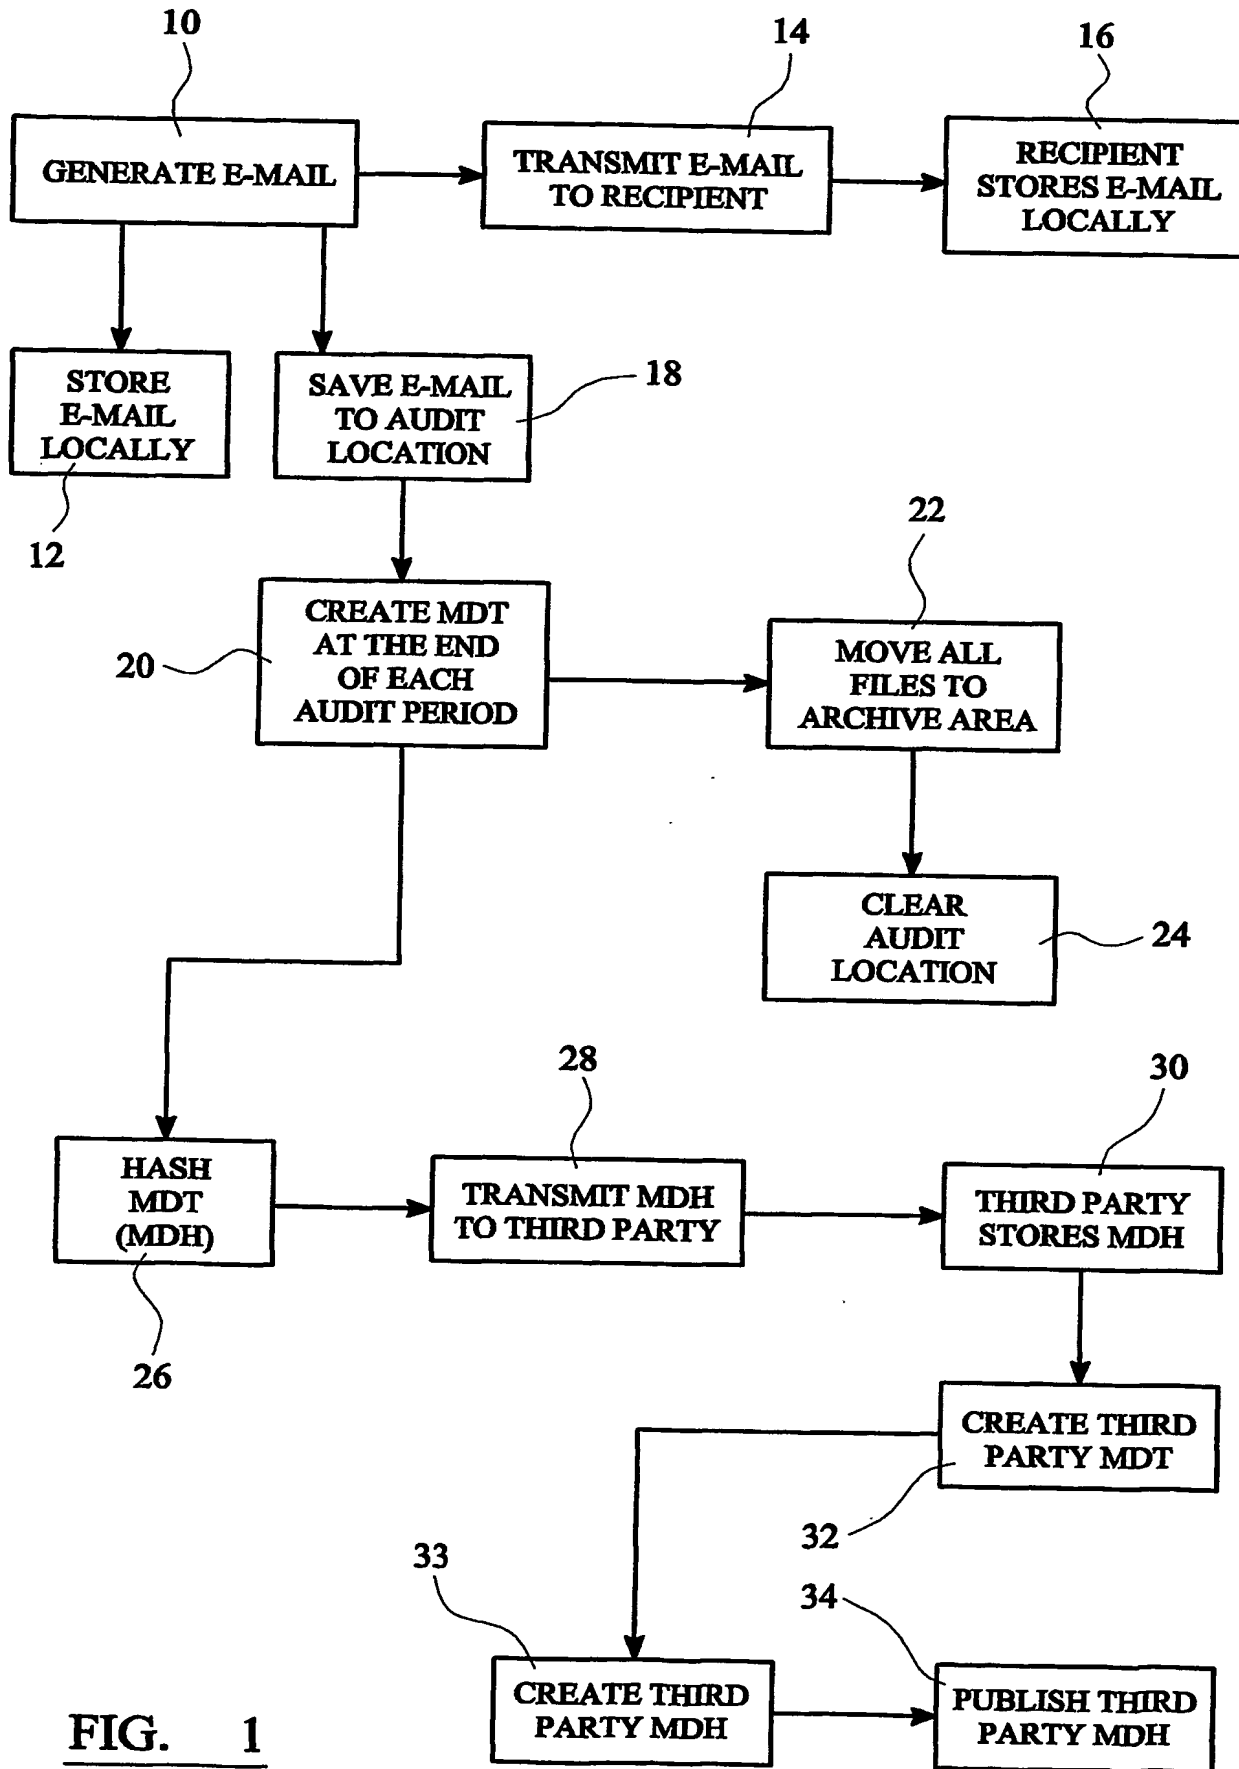 10
14
16
GENERATE E-MAIL
TRANSMIT E-MAIL
TO RECIPIENT
RECIPIENT
STORES E-MAIL
LOCALLY
STORE
E-MAIL
LOCALLY
12
SAVE E-MAIL
TO AUDIT
LOCATION
18
CREATE MDT
AT THE END
OF EACH
AUDIT PERIOD
20
22
MOVE ALL
FILES TO
ARCHIVE AREA
CLEAR
AUDIT
LOCATION
24
HASH
MDT
(MDH)
26
28
TRANSMIT MDH
TO THIRD PARTY
30
THIRD PARTY
STORES MDH
CREATE THIRD
PARTY MDT
32
33
CREATE THIRD
PARTY MDH
34
PUBLISH THIRD
PARTY MDH
FIG. 1